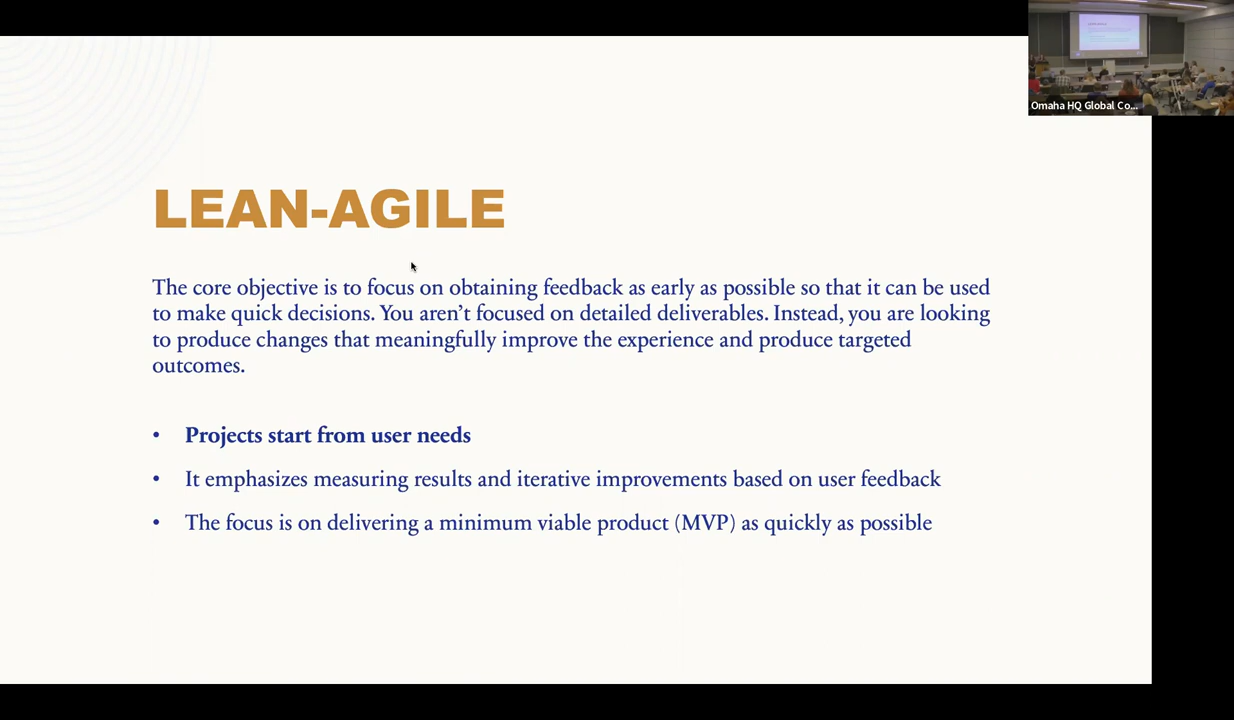 Omaha HQ Global Co...
LEAN-AGILE
The core objective is to focus on obtaining feedback as early as possible so that it can be used
to make quick decisions. You aren’t focused on detailed deliverables. Instead, you are looking
to produce changes that meaningfully improve the experience and produce targeted
outcomes.
• Projects start from user needs
• It emphasizes measuring results and iterative improvements based on user feedback
• The focus is on delivering a minimum viable product (MVP) as quickly as possible